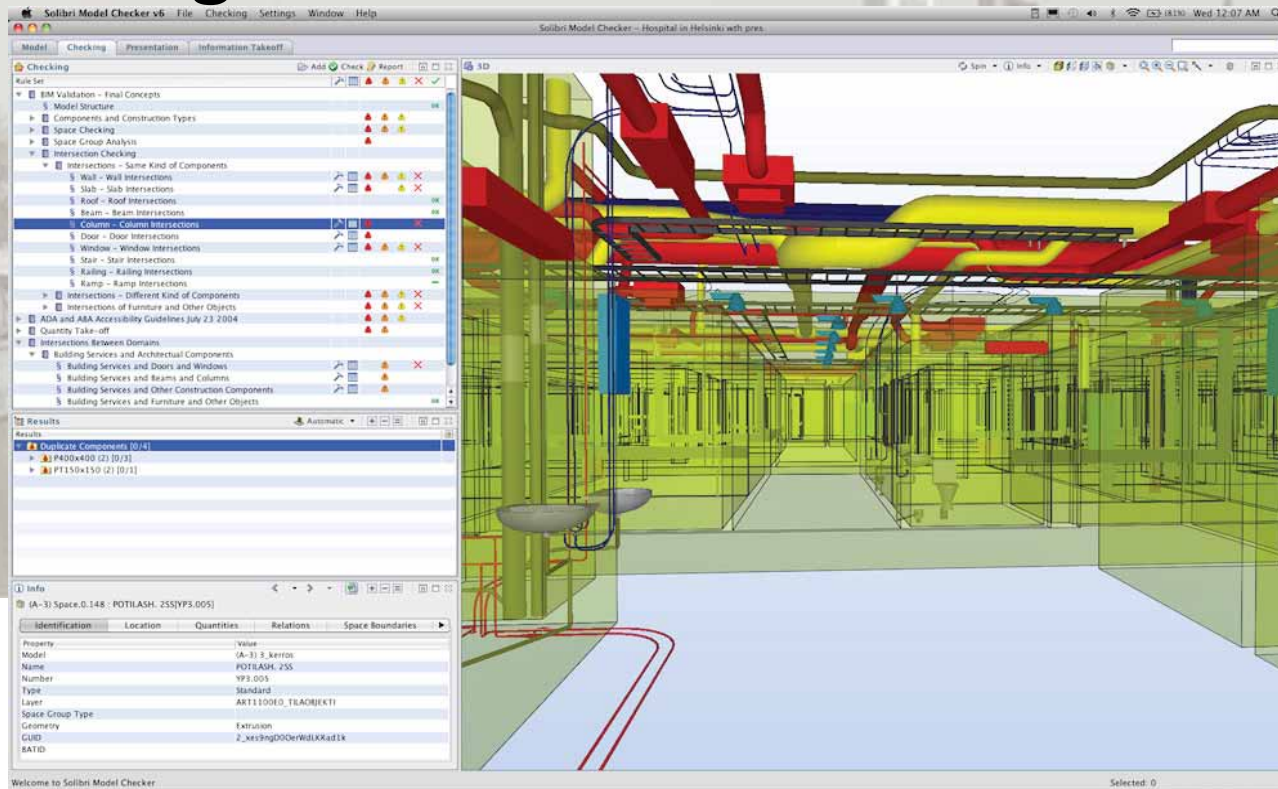 Solibri Model Checker v6 File Checking Settings Window Help
(81%) Wed 12:07 AM
Solibri Model Checker - Hospital in Helsinki wth pres
Model Checking Presentation Information Takeoff
Checking Add Check Report
Rule Set
BIM Validation - Final Concepts
§ Model Structure OK
Components and Construction Types
Space Checking
Space Group Analysis
Intersection Checking
Intersections - Same Kind of Components
§ Wall - Wall Intersections
§ Slab - Slab Intersections
§ Roof - Roof Intersections OK
§ Beam - Beam Intersections OK
§ Column - Column Intersections
§ Door - Door Intersections
§ Window - Window Intersections
§ Stair - Stair Intersections OK
§ Railing - Railing Intersections OK
§ Ramp - Ramp Intersections
Intersections - Different Kind of Components
Intersections of Furniture and Other Objects
ADA and ABA Accessibility Guidelines July 23 2004
Quantity Take-off
Intersections Between Domains
Building Services and Architectual Components
§ Building Services and Doors and Windows
§ Building Services and Beams and Columns
§ Building Services and Other Construction Components
§ Building Services and Furniture and Other Objects OK
Results Automatic
Results
Duplicate Components [0/4]
P400x400 (2) [0/3]
PT150x150 (2) [0/1]
Info
(A-3) Space.0.148 : POTILASH. 2SS[YP3.005]
Identification Location Quantities Relations Space Boundaries
Property Value
Model (A-3) 3_kerros
Name POTILASH. 2SS
Number YP3.005
Type Standard
Layer ART1100E0_TILAOBJEKTI
Space Group Type
Geometry Extrusion
GUID
BATID
Welcome to Solibri Model Checker
3D
Spin Info
Selected: 0